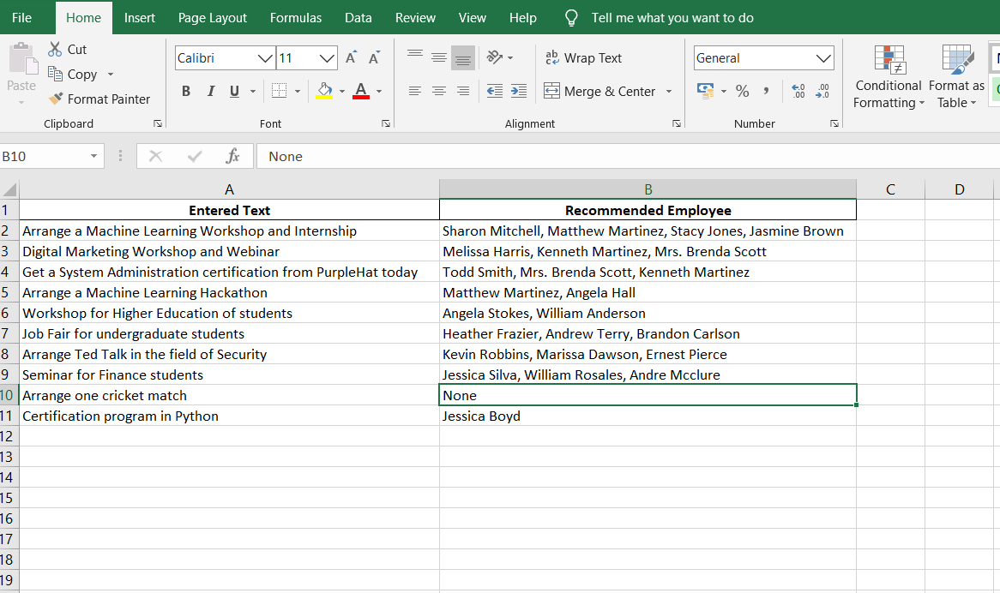 File Home Insert Page Layout Formulas Data Review View Help Tell me what you want to do
Cut
Copy
Format Painter
Paste
Clipboard
Calibri 11 A A
B I U A
Font
ab Wrap Text
Merge & Center
Alignment
General
% , .0 .00 .00 .0
Number
Conditional Formatting
Format as Table
B10 fx None
A B C D
1 Entered Text Recommended Employee
2 Arrange a Machine Learning Workshop and Internship Sharon Mitchell, Matthew Martinez, Stacy Jones, Jasmine Brown
3 Digital Marketing Workshop and Webinar Melissa Harris, Kenneth Martinez, Mrs. Brenda Scott
4 Get a System Administration certification from PurpleHat today Todd Smith, Mrs. Brenda Scott, Kenneth Martinez
5 Arrange a Machine Learning Hackathon Matthew Martinez, Angela Hall
6 Workshop for Higher Education of students Angela Stokes, William Anderson
7 Job Fair for undergraduate students Heather Frazier, Andrew Terry, Brandon Carlson
8 Arrange Ted Talk in the field of Security Kevin Robbins, Marissa Dawson, Ernest Pierce
9 Seminar for Finance students Jessica Silva, William Rosales, Andre Mcclure
10 Arrange one cricket match None
11 Certification program in Python Jessica Boyd
12
13
14
15
16
17
18
19